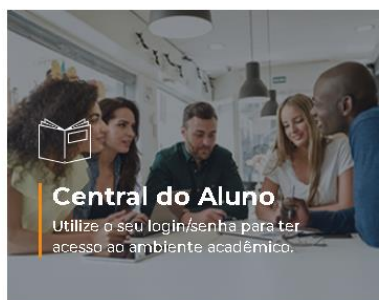 Central do Aluno
Utilize o seu login/senha para ter
acesso ao ambiente acadêmico.